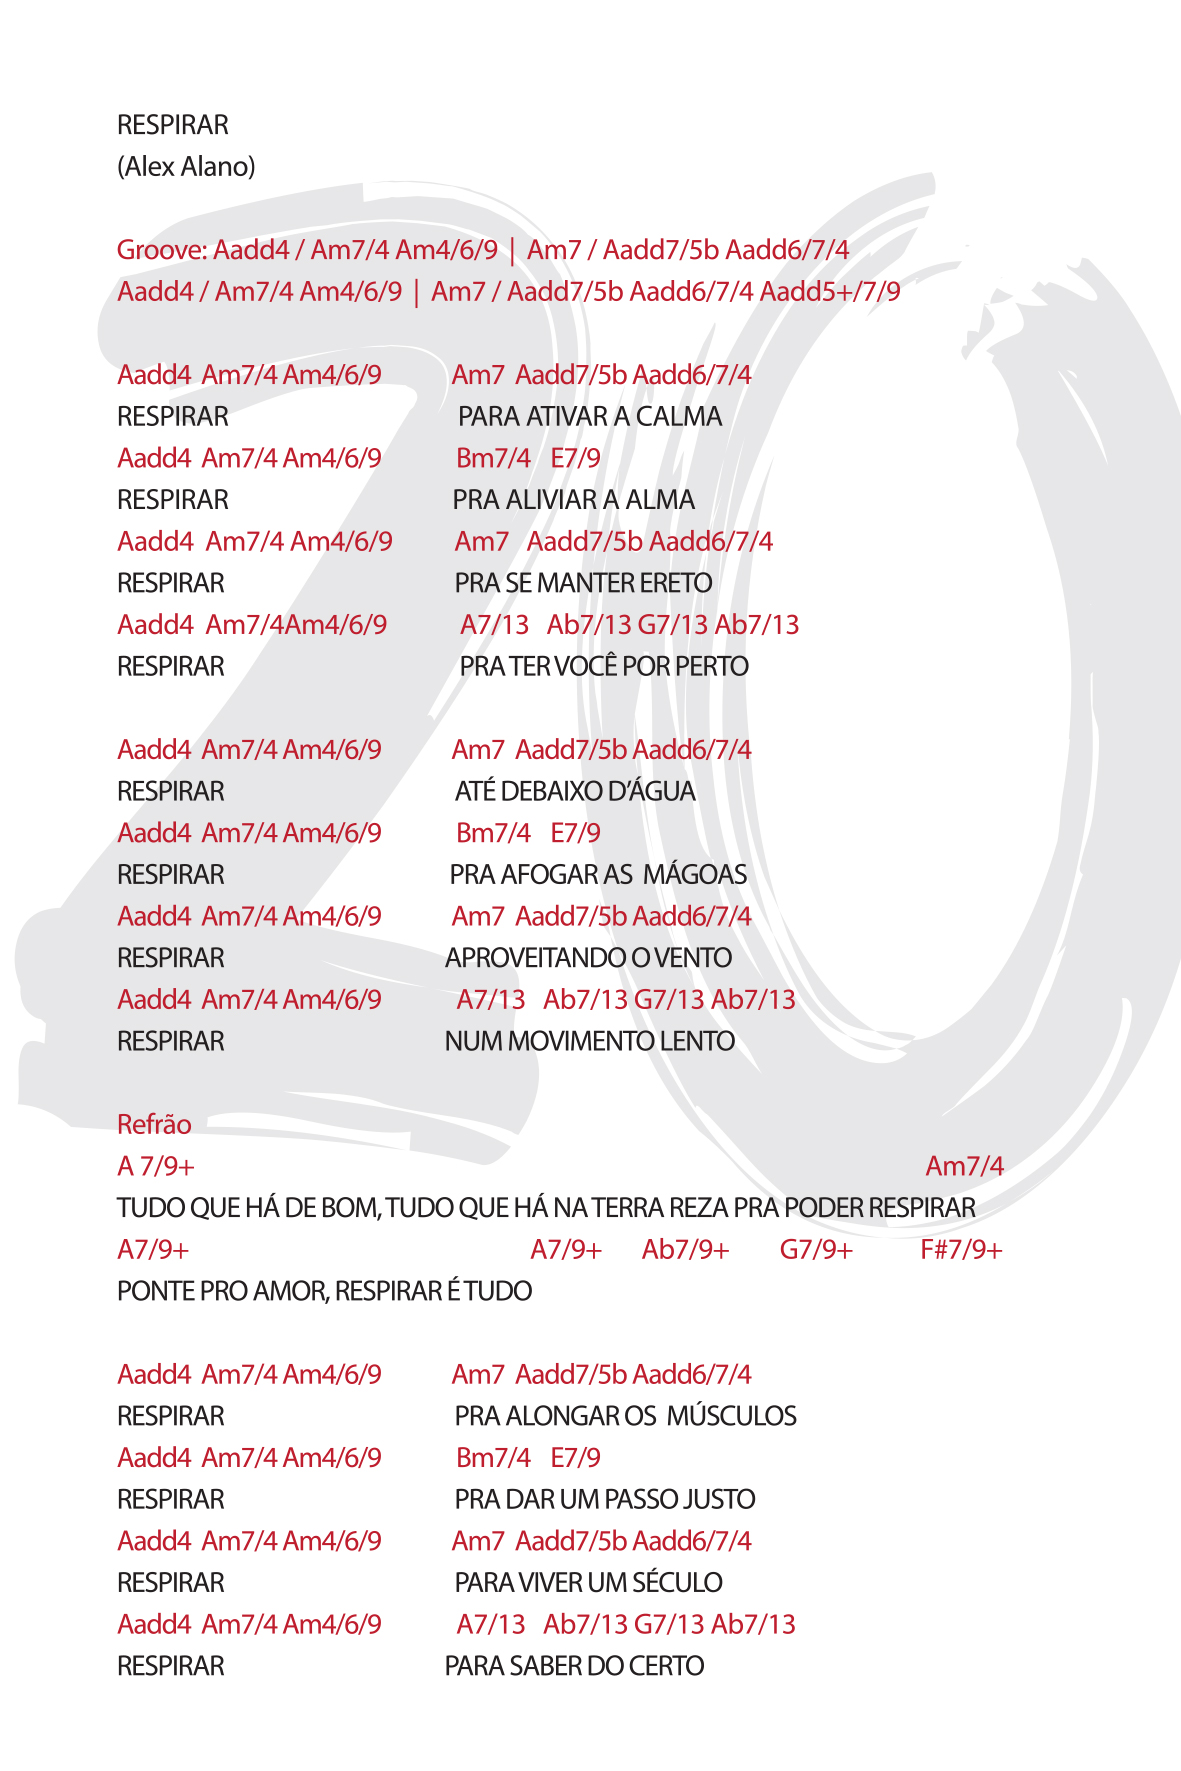 RESPIRAR
(Alex Alano)
Groove: Aadd4 / Am7/4 Am4/6/9 | Am7 / Aadd7/5b Aadd6/7/4
Aadd4 / Am7/4 Am4/6/9 | Am7 / Aadd7/5b Aadd6/7/4 Aadd5+/7/9
Aadd4 Am7/4 Am4/6/9 Am7 Aadd7/5b Aadd6/7/4
RESPIRAR PARA ATIVAR A CALMA
Aadd4 Am7/4 Am4/6/9 Bm7/4 E7/9
RESPIRAR PRA ALIVIAR A ALMA
Aadd4 Am7/4 Am4/6/9 Am7 Aadd7/5b Aadd6/7/4
RESPIRAR PRA SE MANTER ERETO
Aadd4 Am7/4Am4/6/9 A7/13 Ab7/13 G7/13 Ab7/13
RESPIRAR PRA TER VOCÊ POR PERTO
Aadd4 Am7/4 Am4/6/9 Am7 Aadd7/5b Aadd6/7/4
RESPIRAR ATÉ DEBAIXO D’ÁGUA
Aadd4 Am7/4 Am4/6/9 Bm7/4 E7/9
RESPIRAR PRA AFOGAR AS MÁGOAS
Aadd4 Am7/4 Am4/6/9 Am7 Aadd7/5b Aadd6/7/4
RESPIRAR APROVEITANDO O VENTO
Aadd4 Am7/4 Am4/6/9 A7/13 Ab7/13 G7/13 Ab7/13
RESPIRAR NUM MOVIMENTO LENTO
Refrão
A 7/9+ Am7/4
TUDO QUE HÁ DE BOM, TUDO QUE HÁ NA TERRA REZA PRA PODER RESPIRAR
A7/9+ A7/9+ Ab7/9+ G7/9+ F#7/9+
PONTE PRO AMOR, RESPIRAR É TUDO
Aadd4 Am7/4 Am4/6/9 Am7 Aadd7/5b Aadd6/7/4
RESPIRAR PRA ALONGAR OS MÚSCULOS
Aadd4 Am7/4 Am4/6/9 Bm7/4 E7/9
RESPIRAR PRA DAR UM PASSO JUSTO
Aadd4 Am7/4 Am4/6/9 Am7 Aadd7/5b Aadd6/7/4
RESPIRAR PARA VIVER UM SÉCULO
Aadd4 Am7/4 Am4/6/9 A7/13 Ab7/13 G7/13 Ab7/13
RESPIRAR PARA SABER DO CERTO
20